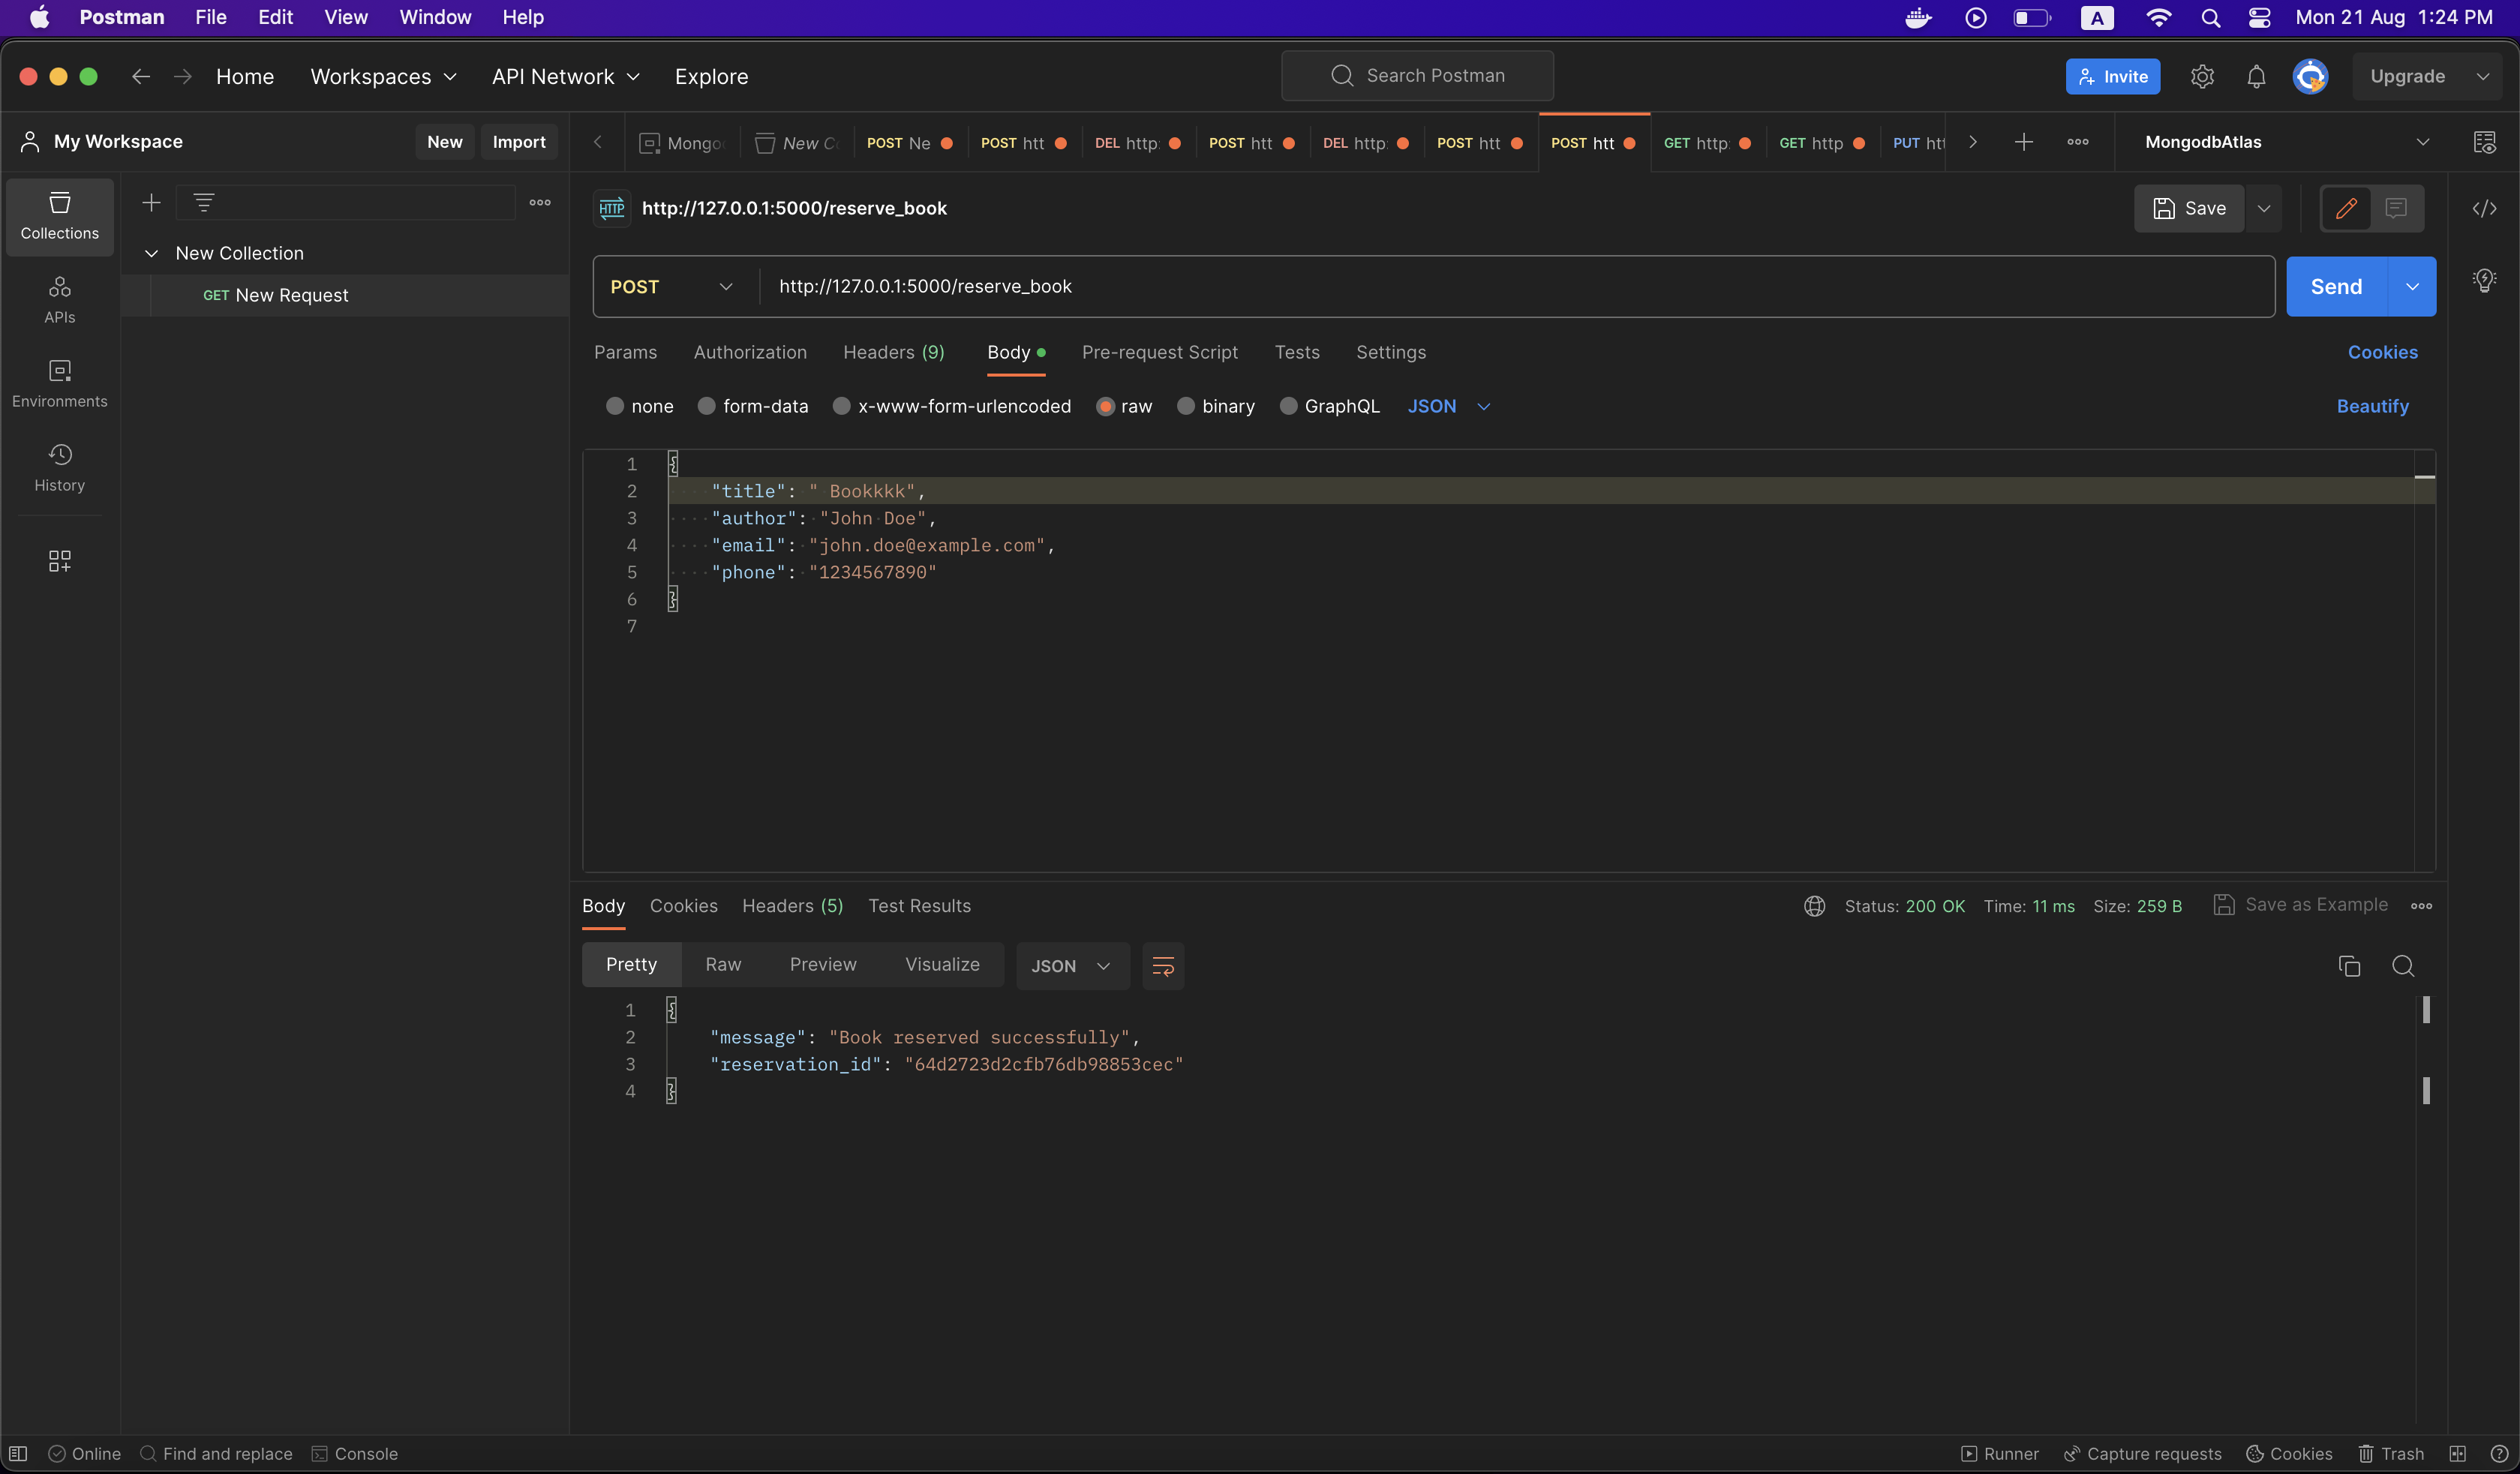 Postman File Edit View Window Help
A Mon 21 Aug 1:24 PM
Home Workspaces API Network Explore
Search Postman
Invite
Upgrade
My Workspace
New Import
Mongo New C POST Ne POST htt DEL http: POST htt DEL http: POST htt POST htt GET http: GET http PUT htt
MongodbAtlas
Collections
APIs
Environments
History
New Collection
GET New Request
HTTP http://127.0.0.1:5000/reserve_book
Save
POST http://127.0.0.1:5000/reserve_book
Send
Params Authorization Headers (9) Body Pre-request Script Tests Settings
Cookies
none form-data x-www-form-urlencoded raw binary GraphQL JSON
Beautify
1 {
2 "title": " Bookkkk",
3 "author": "John Doe",
4 "email": "john.doe@example.com",
5 "phone": "1234567890"
6 }
7
Body Cookies Headers (5) Test Results
Status: 200 OK Time: 11 ms Size: 259 B Save as Example
Pretty Raw Preview Visualize JSON
1 {
2 "message": "Book reserved successfully",
3 "reservation_id": "64d2723d2cfb76db98853cec"
4 }
Online Find and replace Console
Runner Capture requests Cookies Trash